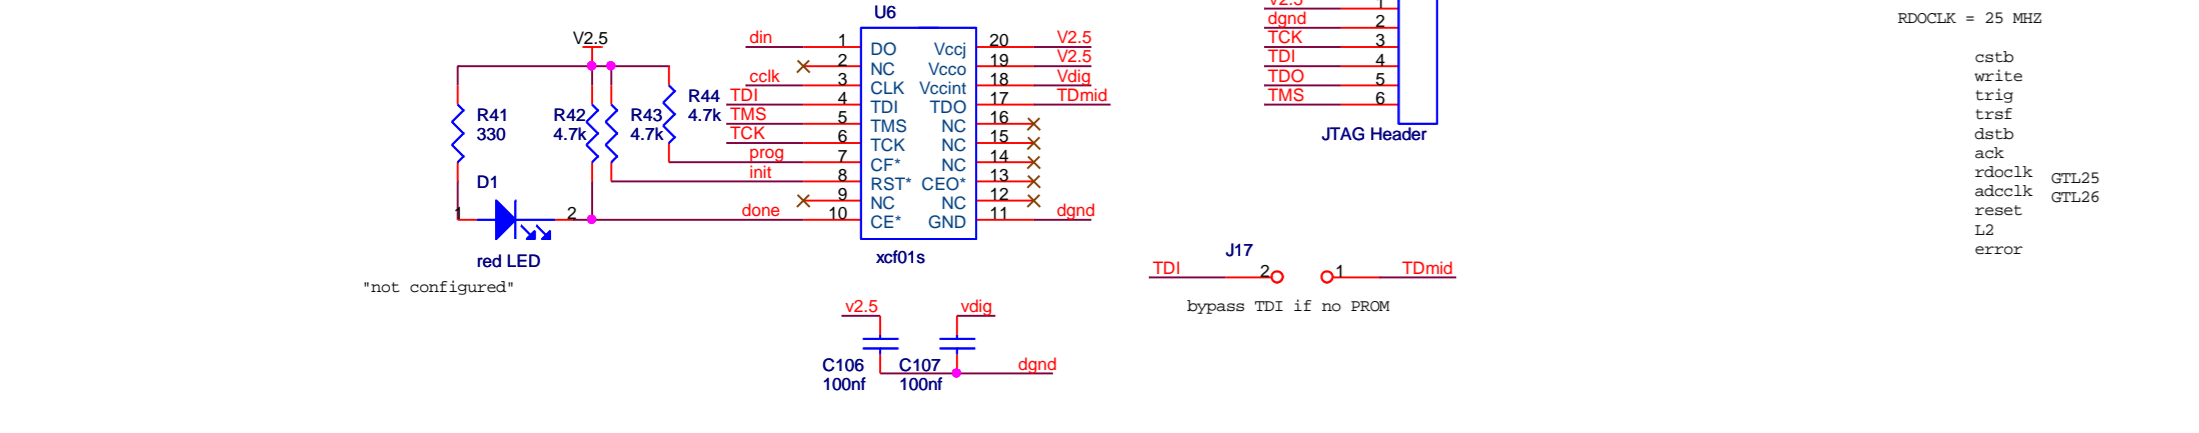 U6
V2.5
R41
330
R42
4.7k
R43
4.7k
R44
4.7k
D1
1
2
red LED
"not configured"
din
cclk
TDI
TMS
TCK
prog
init
done
1
2
3
4
5
6
7
8
9
10
DO
NC
CLK
TDI
TMS
TCK
CF*
RST*
NC
CE*
Vccj
Vcco
Vccint
TDO
NC
NC
NC
CEO*
NC
GND
20
19
18
17
16
15
14
13
12
11
V2.5
V2.5
Vdig
TDmid
dgnd
xcf01s
v2.5
vdig
C106
100nf
C107
100nf
dgnd
V2.5
dgnd
TCK
TDI
TDO
TMS
1
2
3
4
5
6
JTAG Header
J17
TDI
2
1
TDmid
bypass TDI if no PROM
RDOCLK = 25 MHZ
cstb
write
trig
trsf
dstb
ack
rdoclk
adcclk
reset
L2
error
GTL25
GTL26